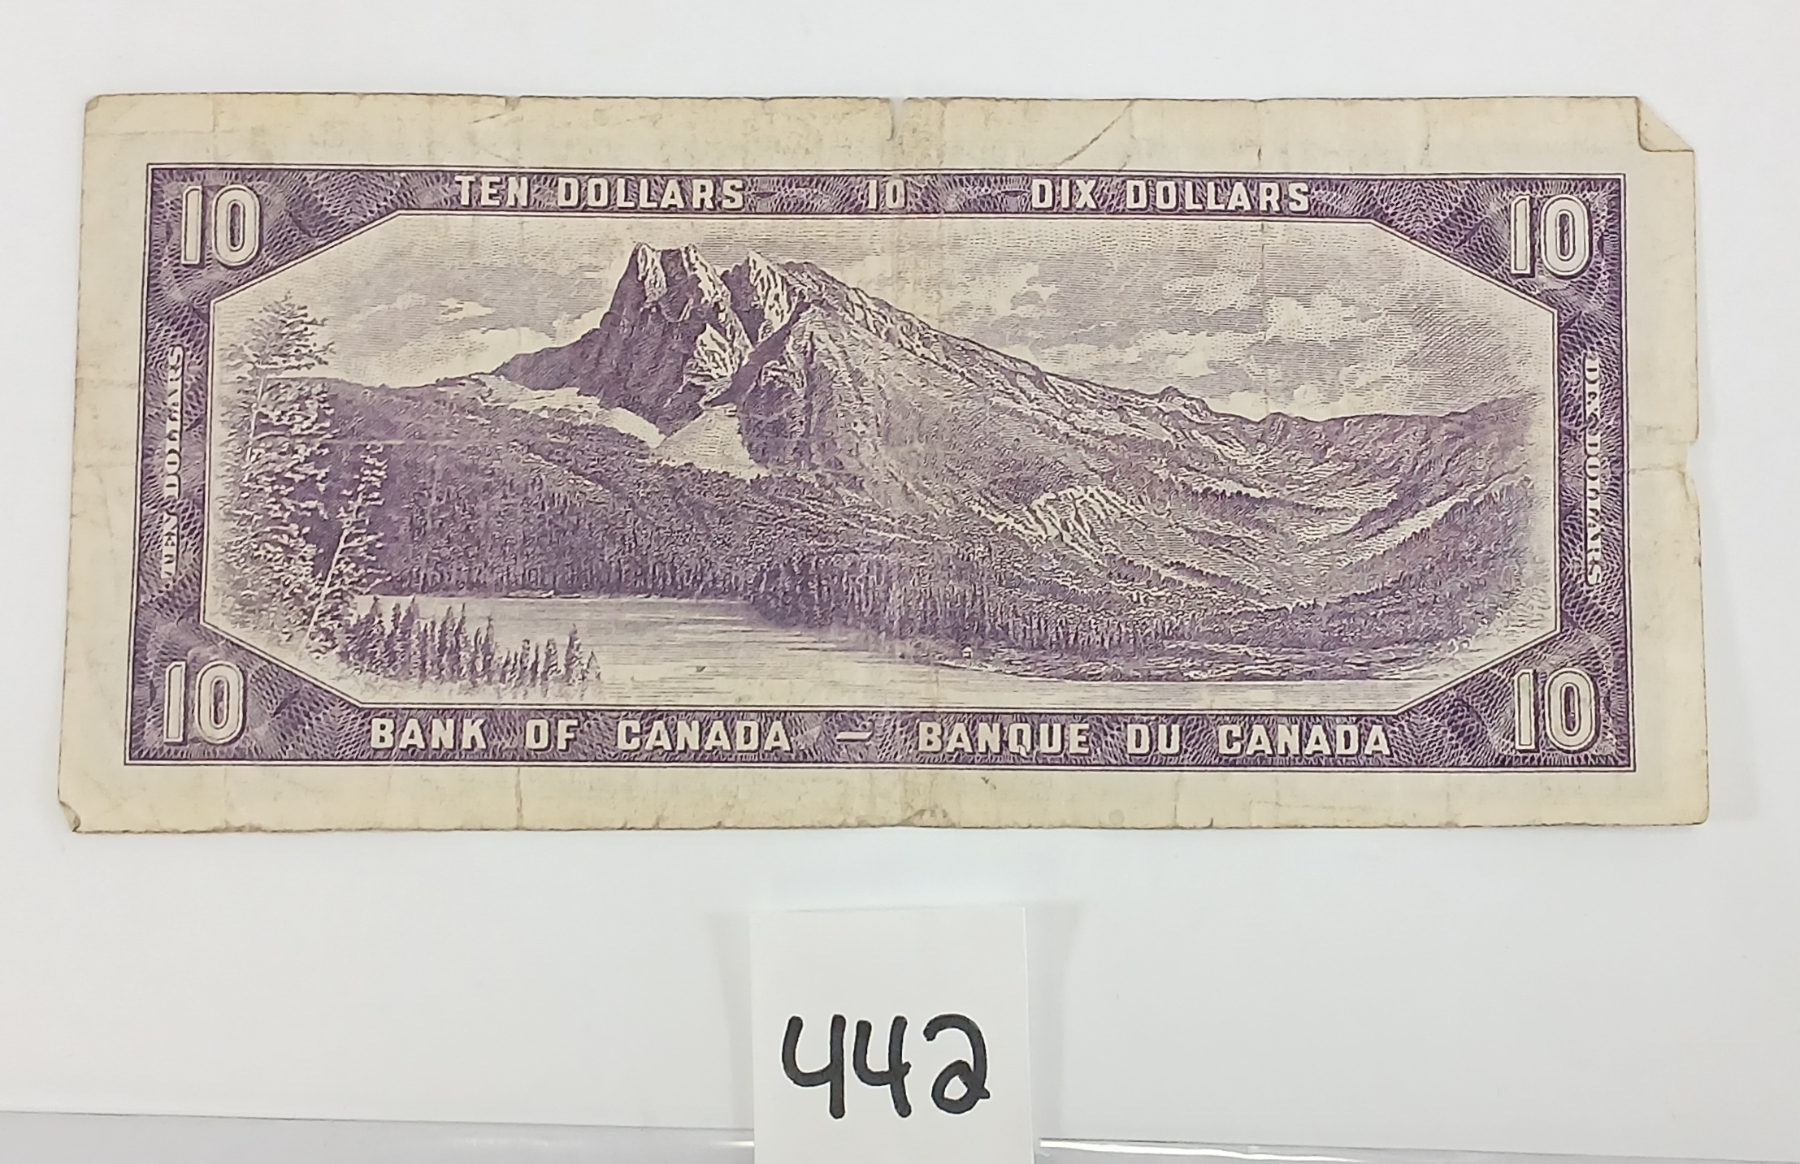 10 TEN DOLLARS 10 DIX DOLLARS 10
TEN DOLLARS
DIX DOLLARS
10 BANK OF CANADA – BANQUE DU CANADA 10
442